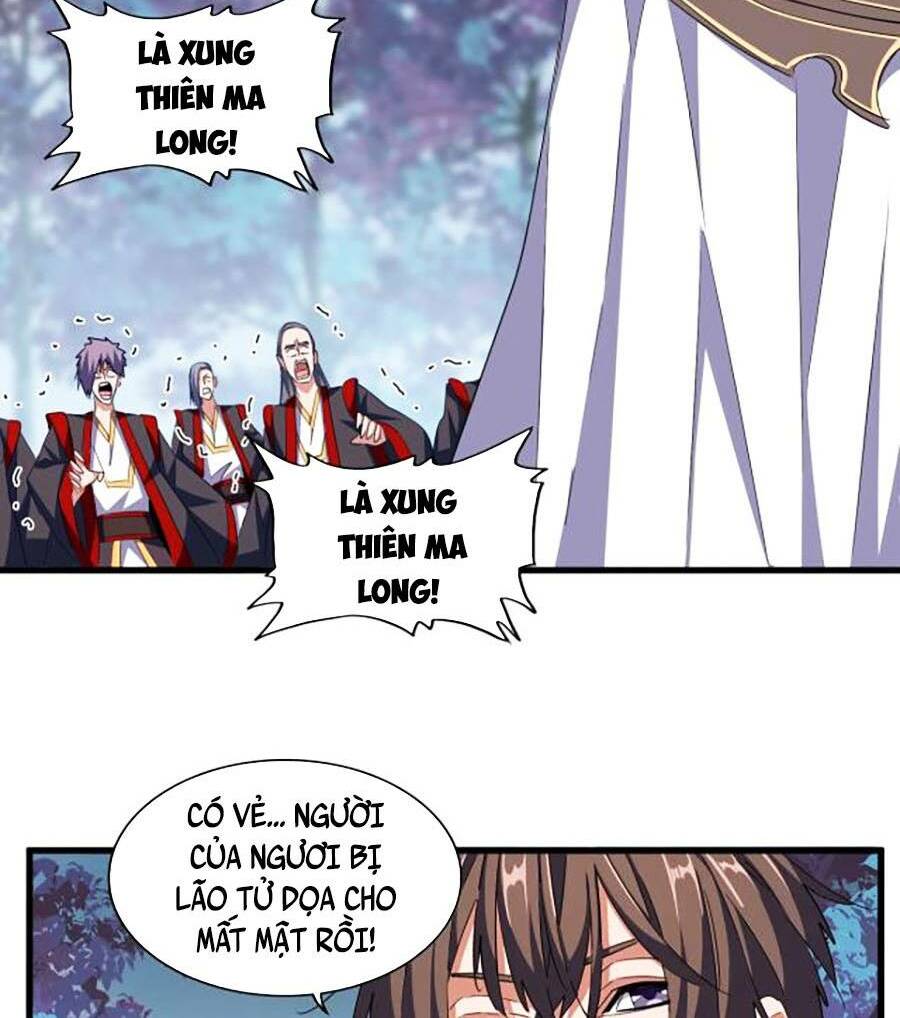 LÀ XUNG
THIÊN MA
LONG!
LÀ XUNG
THIÊN MA
LONG!
CÓ VẺ... NGƯỜI
CỦA NGƯƠI BỊ
LÃO TỬ DỌA CHO
MẤT MẬT RỒI!